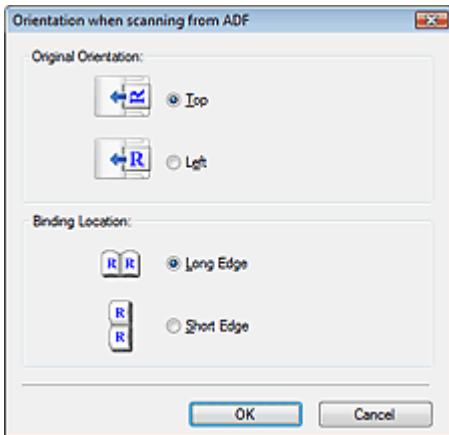 Orientation when scanning from ADF
Original Orientation:
R
Top
R
Left
Binding Location:
R R
Long Edge
R
R
Short Edge
OK Cancel